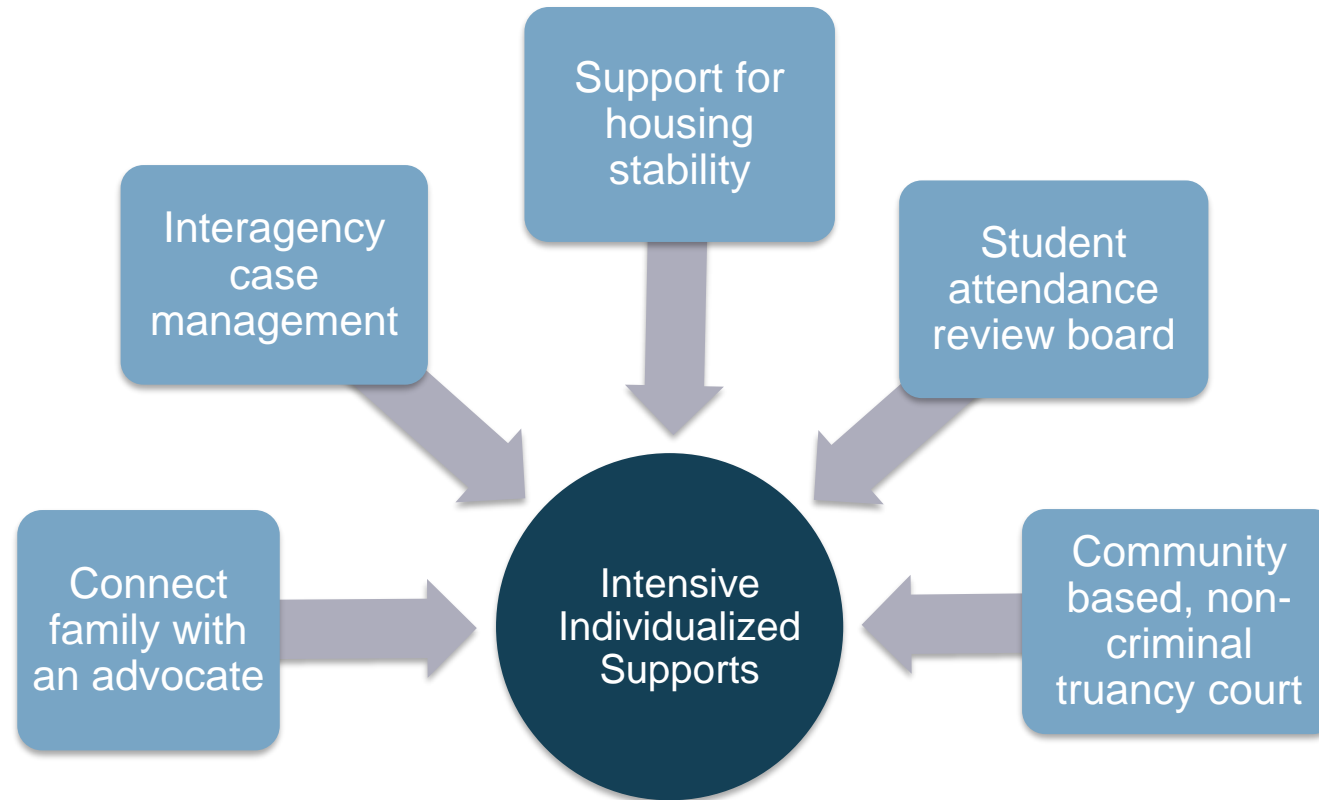 Support for
housing
stability
Interagency
case
management
Student
attendance
review board
Connect
family with
an advocate
Intensive
Individualized
Supports
Community
based, non-
criminal
truancy court